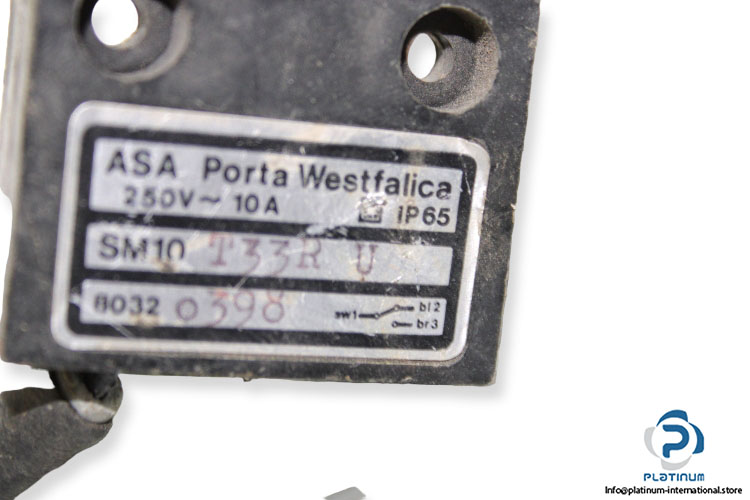 ASA Porta Westfalica
250V~ 10A IP65
SM10 T33R U
8032 0398
sw1 bl2
br3
PLATINUM
Info@platinum-international.store